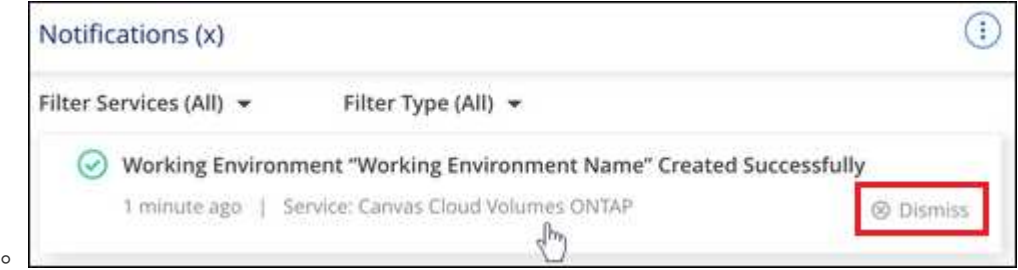 Notifications (x)
Filter Services (All) Filter Type (All)
Working Environment “Working Environment Name” Created Successfully
1 minute ago | Service: Canvas Cloud Volumes ONTAP Dismiss